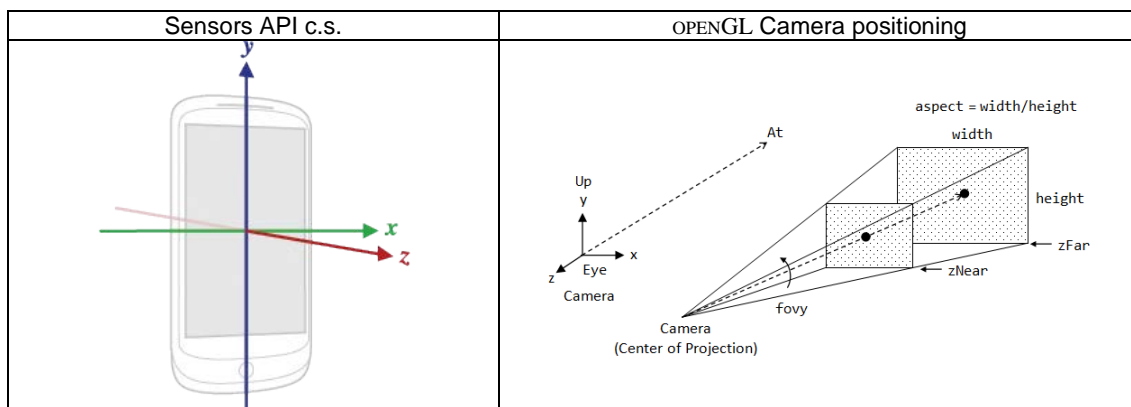 Sensors API c.s.
OPENGL Camera positioning
y
x
z
aspect = width/height
width
At
Up
y
height
x
z
Eye
Camera
zFar
zNear
fovy
Camera
(Center of Projection)